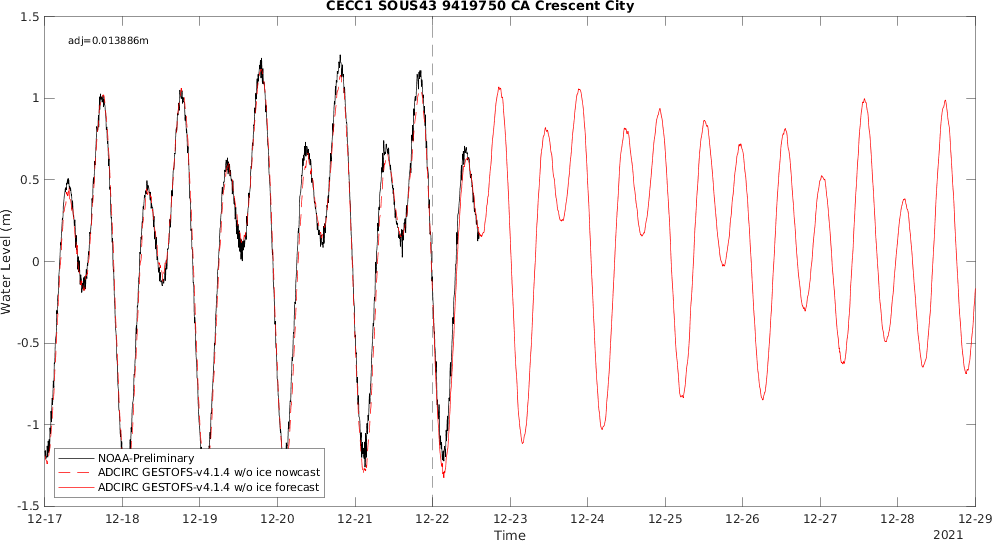 CECC1 SOUS43 9419750 CA Crescent City
adj=0.013886m
1.5
1
0.5
0
-0.5
-1
-1.5
Water Level (m)
NOAA-Preliminary
ADCIRC GESTOFS-v4.1.4 w/o ice nowcast
ADCIRC GESTOFS-v4.1.4 w/o ice forecast
12-17 12-18 12-19 12-20 12-21 12-22 12-23 12-24 12-25 12-26 12-27 12-28 12-29
Time
2021